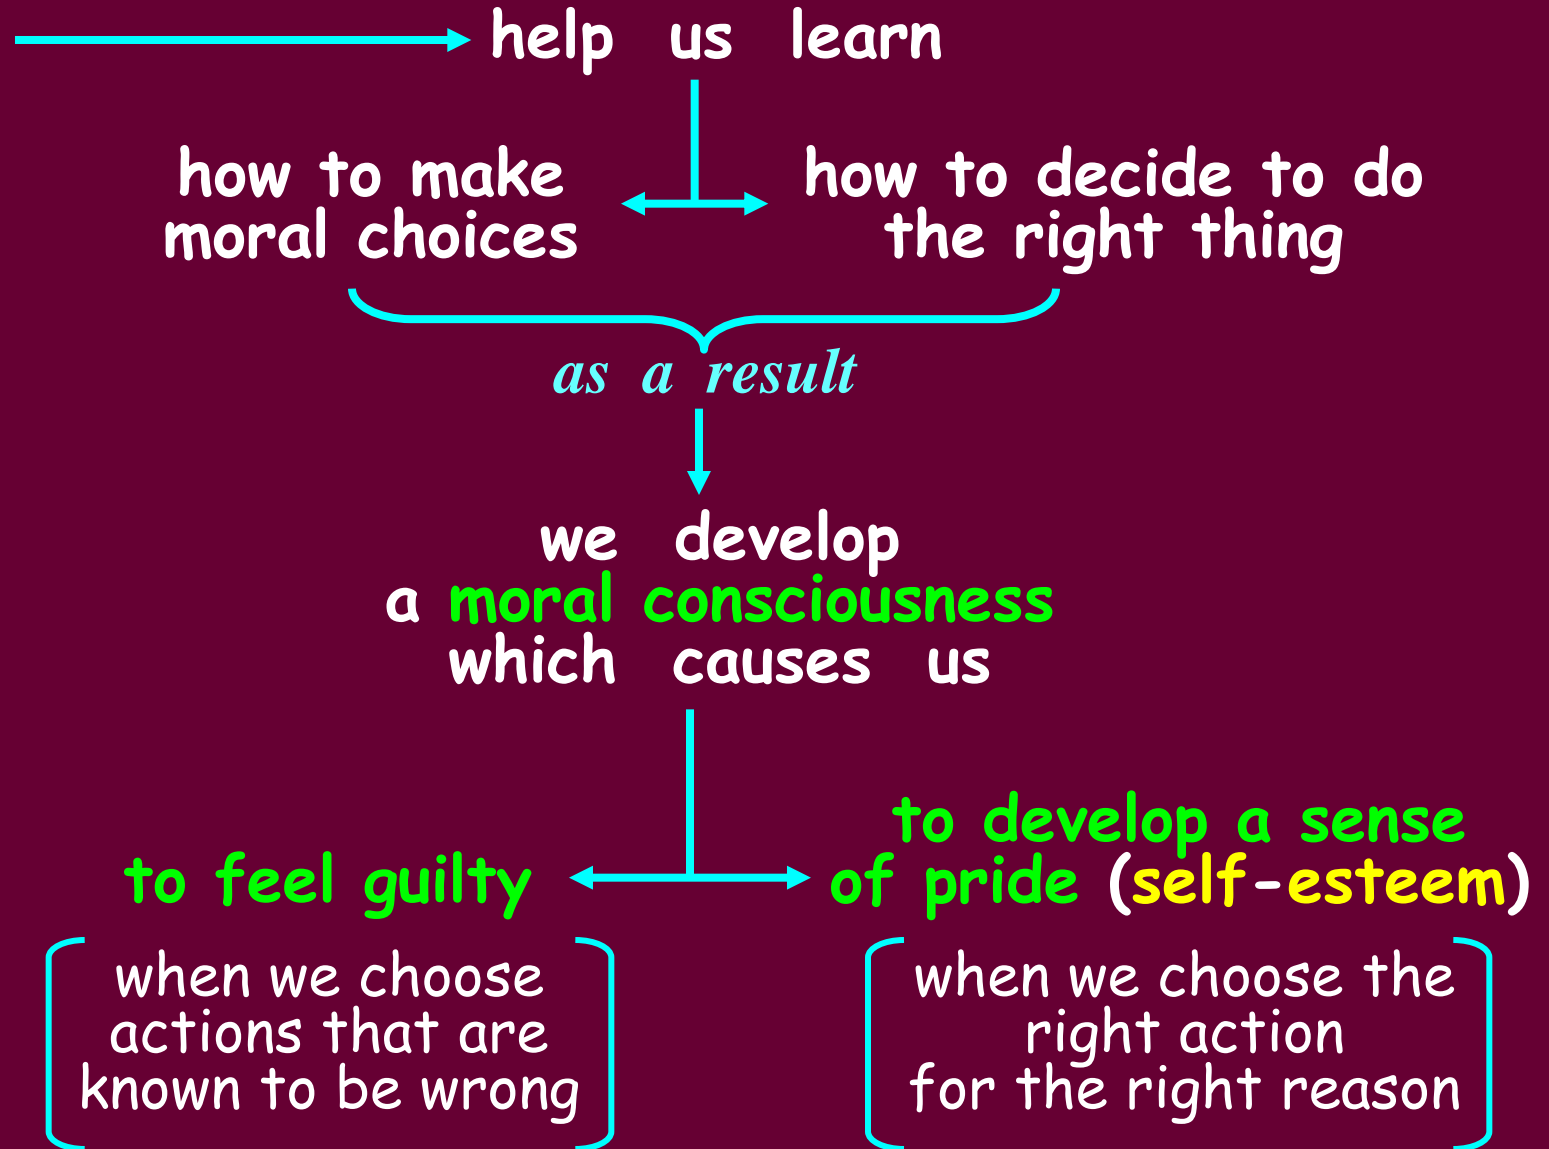 help us learn
how to make
moral choices
how to decide to do
the right thing
as a result
we develop
a moral consciousness
which causes us
to feel guilty
when we choose
actions that are
known to be wrong
to develop a sense
of pride (self-esteem)
when we choose the
right action
for the right reason